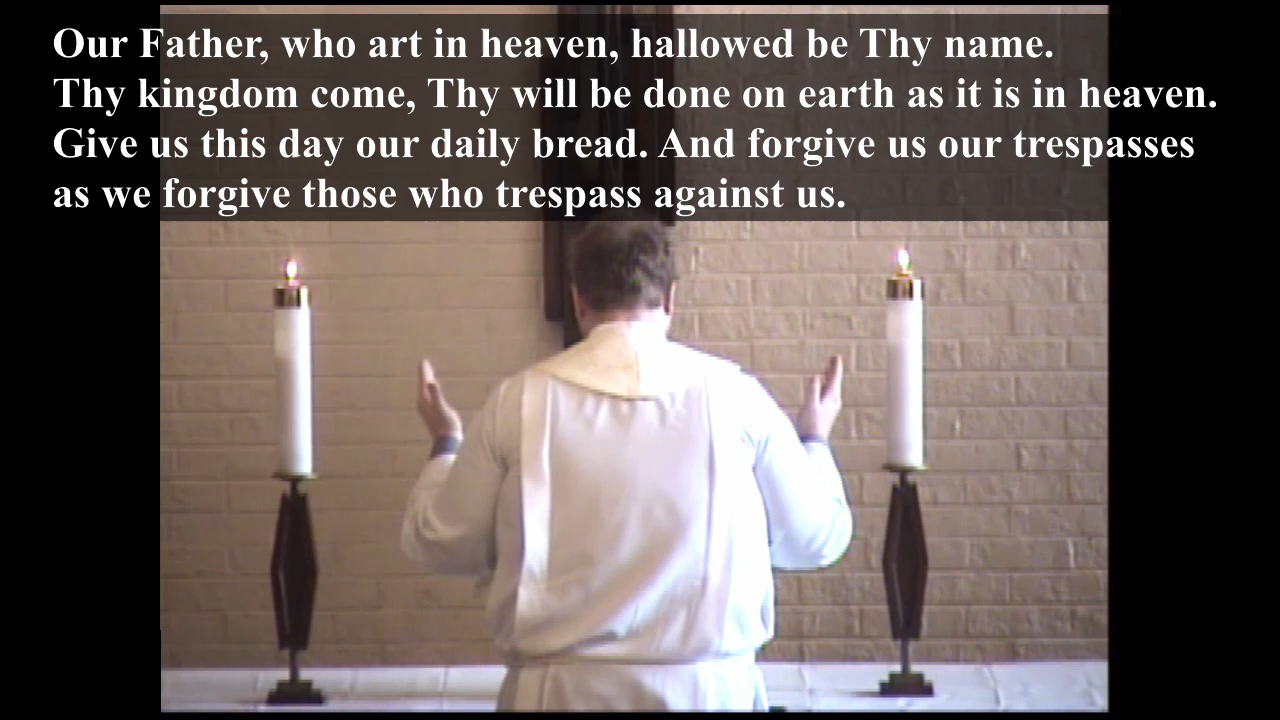 Our Father, who art in heaven, hallowed be Thy name.
Thy kingdom come, Thy will be done on earth as it is in heaven.
Give us this day our daily bread. And forgive us our trespasses
as we forgive those who trespass against us.